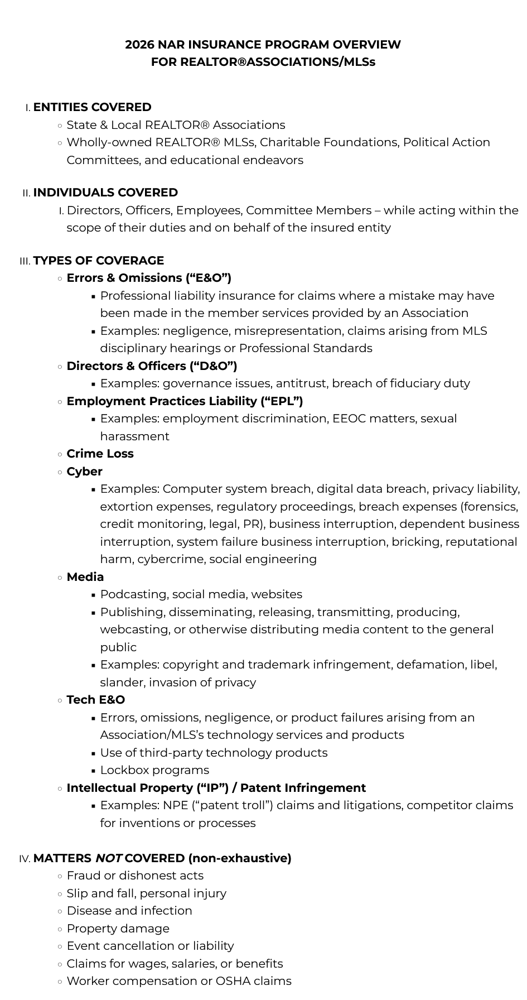 2026 NAR INSURANCE PROGRAM OVERVIEW
FOR REALTOR®ASSOCIATIONS/MLSs
I. ENTITIES COVERED
○ State & Local REALTOR® Associations
○ Wholly-owned REALTOR® MLSs, Charitable Foundations, Political Action
Committees, and educational endeavors
II. INDIVIDUALS COVERED
I. Directors, Officers, Employees, Committee Members – while acting within the
scope of their duties and on behalf of the insured entity
III. TYPES OF COVERAGE
○ Errors & Omissions (“E&O”)
▪ Professional liability insurance for claims where a mistake may have
been made in the member services provided by an Association
▪ Examples: negligence, misrepresentation, claims arising from MLS
disciplinary hearings or Professional Standards
○ Directors & Officers (“D&O”)
▪ Examples: governance issues, antitrust, breach of fiduciary duty
○ Employment Practices Liability (“EPL”)
▪ Examples: employment discrimination, EEOC matters, sexual
harassment
○ Crime Loss
○ Cyber
▪ Examples: Computer system breach, digital data breach, privacy liability,
extortion expenses, regulatory proceedings, breach expenses (forensics,
credit monitoring, legal, PR), business interruption, dependent business
interruption, system failure business interruption, bricking, reputational
harm, cybercrime, social engineering
○ Media
▪ Podcasting, social media, websites
▪ Publishing, disseminating, releasing, transmitting, producing,
webcasting, or otherwise distributing media content to the general
public
▪ Examples: copyright and trademark infringement, defamation, libel,
slander, invasion of privacy
○ Tech E&O
▪ Errors, omissions, negligence, or product failures arising from an
Association/MLS’s technology services and products
▪ Use of third-party technology products
▪ Lockbox programs
○ Intellectual Property (“IP”) / Patent Infringement
▪ Examples: NPE (“patent troll”) claims and litigations, competitor claims
for inventions or processes
IV. MATTERS NOT COVERED (non-exhaustive)
○ Fraud or dishonest acts
○ Slip and fall, personal injury
○ Disease and infection
○ Property damage
○ Event cancellation or liability
○ Claims for wages, salaries, or benefits
○ Worker compensation or OSHA claims